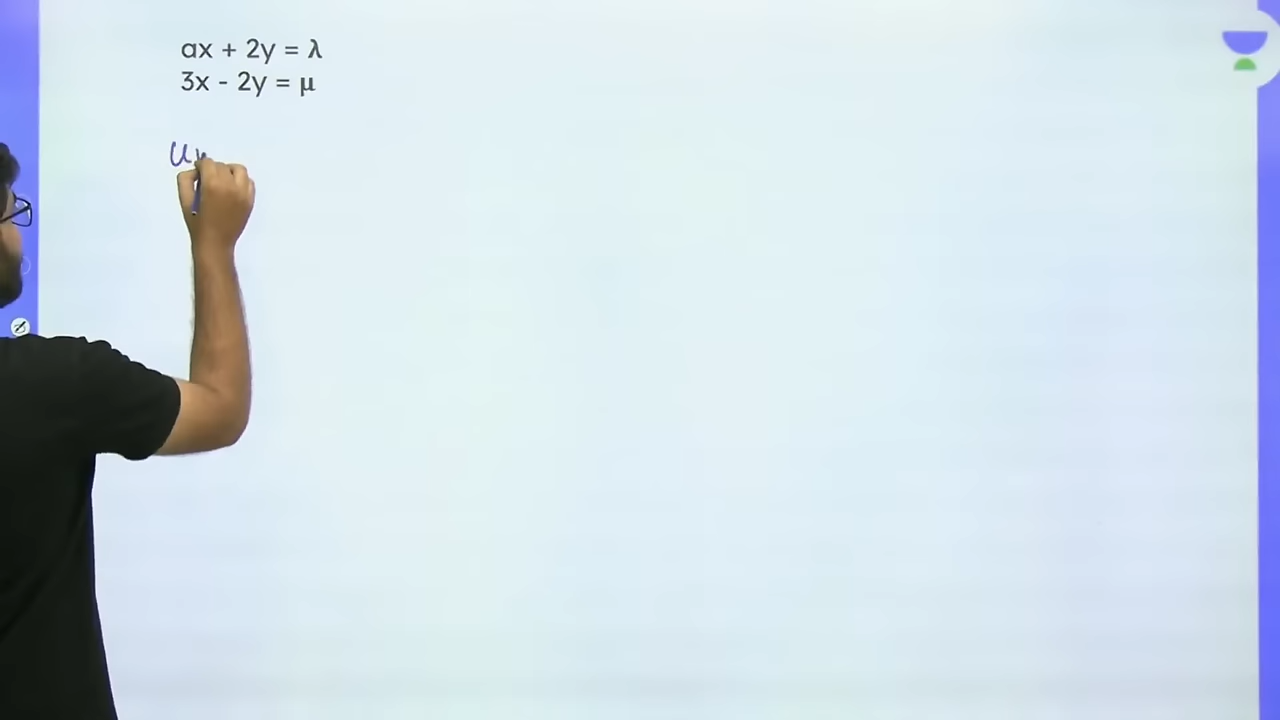 ax + 2y = λ
3x - 2y = μ